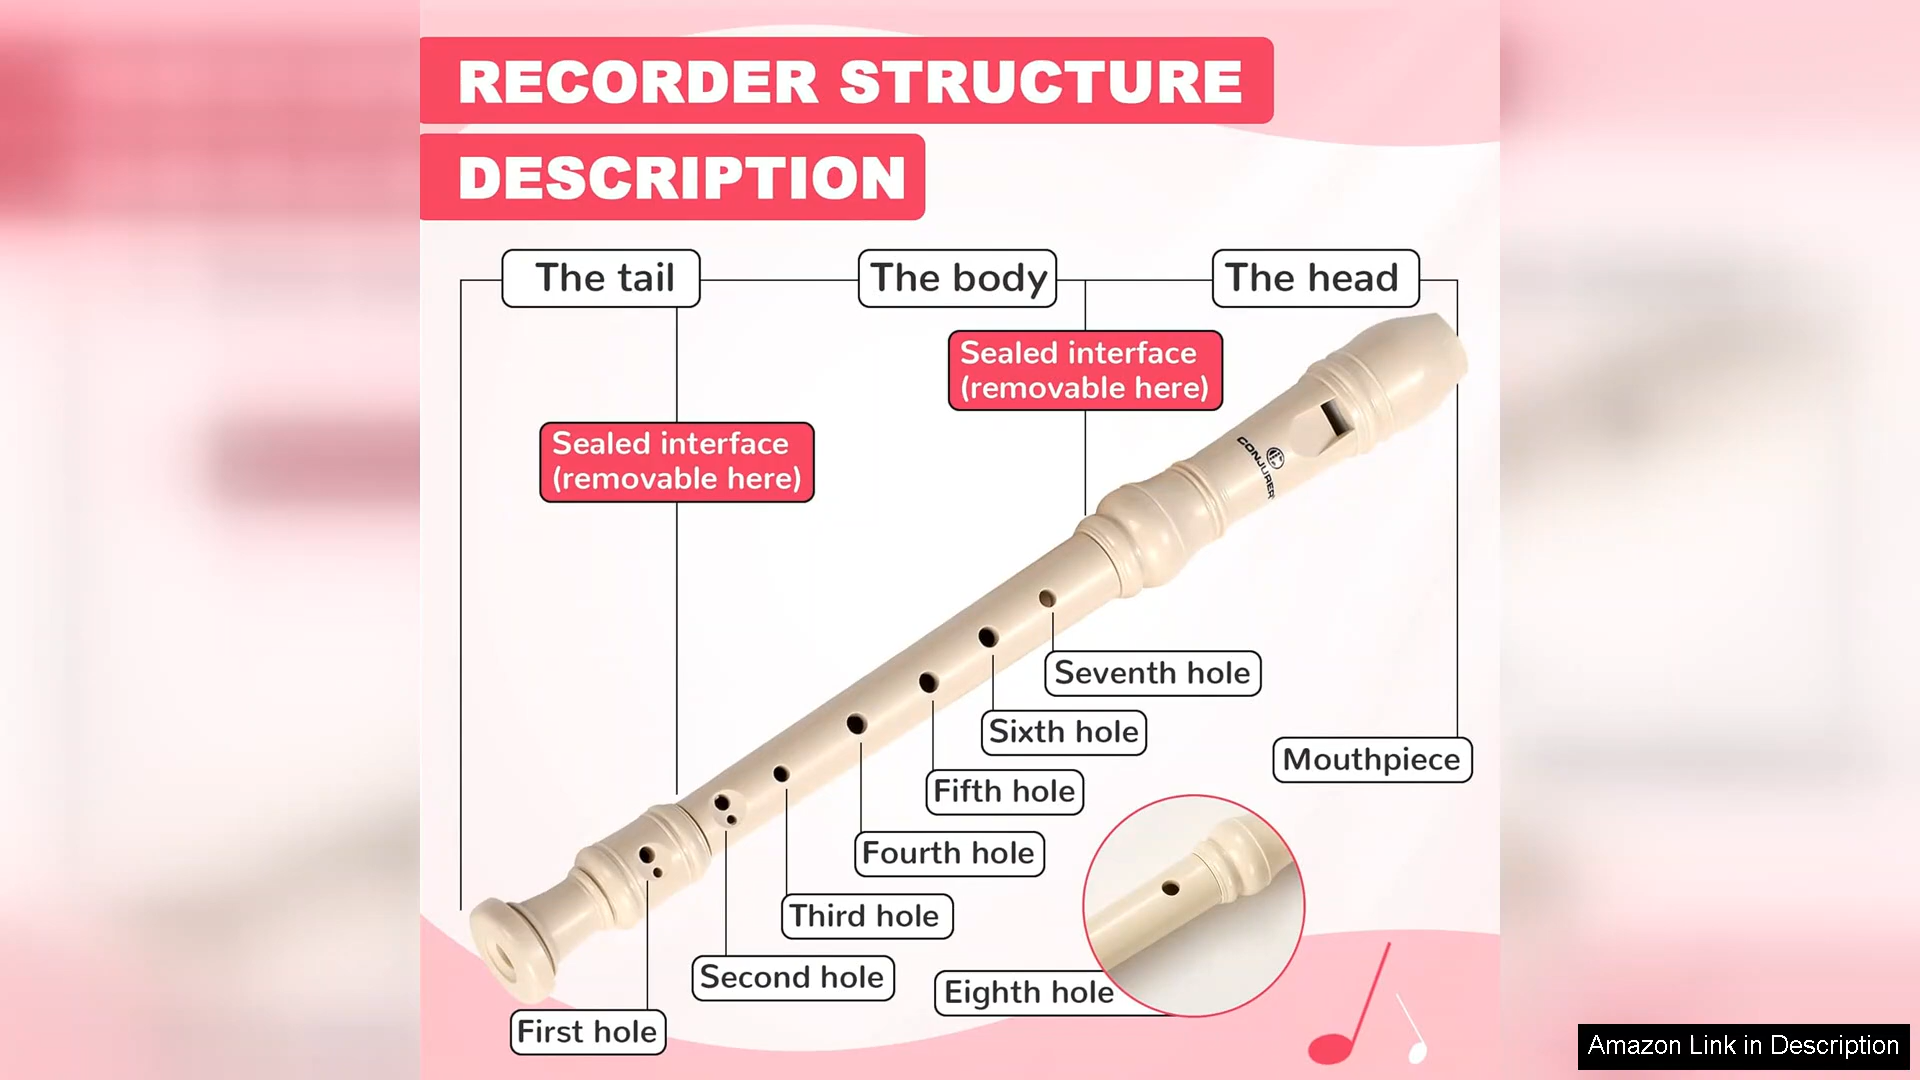 RECORDER STRUCTURE
DESCRIPTION
The tail
The body
The head
Sealed interface
(removable here)
Sealed interface
(removable here)
CONJURER
Seventh hole
Sixth hole
Mouthpiece
Fifth hole
Fourth hole
Third hole
Second hole
Eighth hole
First hole
Amazon Link in Description